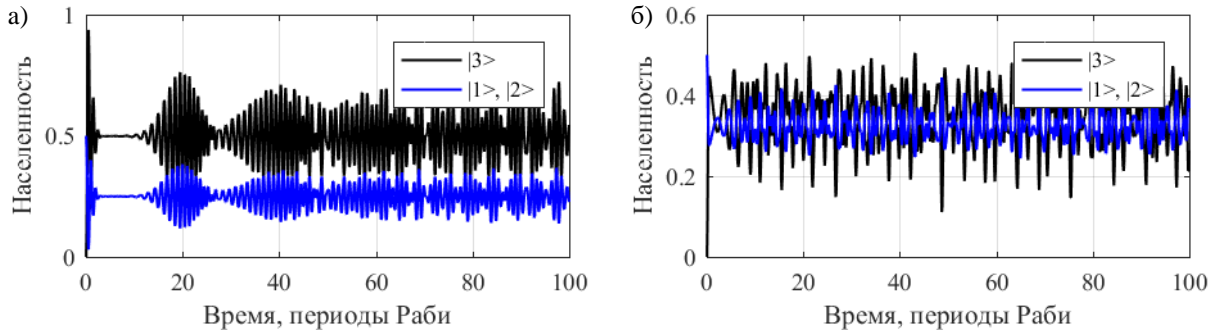 а)
1
0.5
0
Населенность
|3>
|1>, |2>
0 20 40 60 80 100
Время, периоды Раби
б)
0.6
0.4
0.2
0
Населенность
|3>
|1>, |2>
0 20 40 60 80 100
Время, периоды Раби